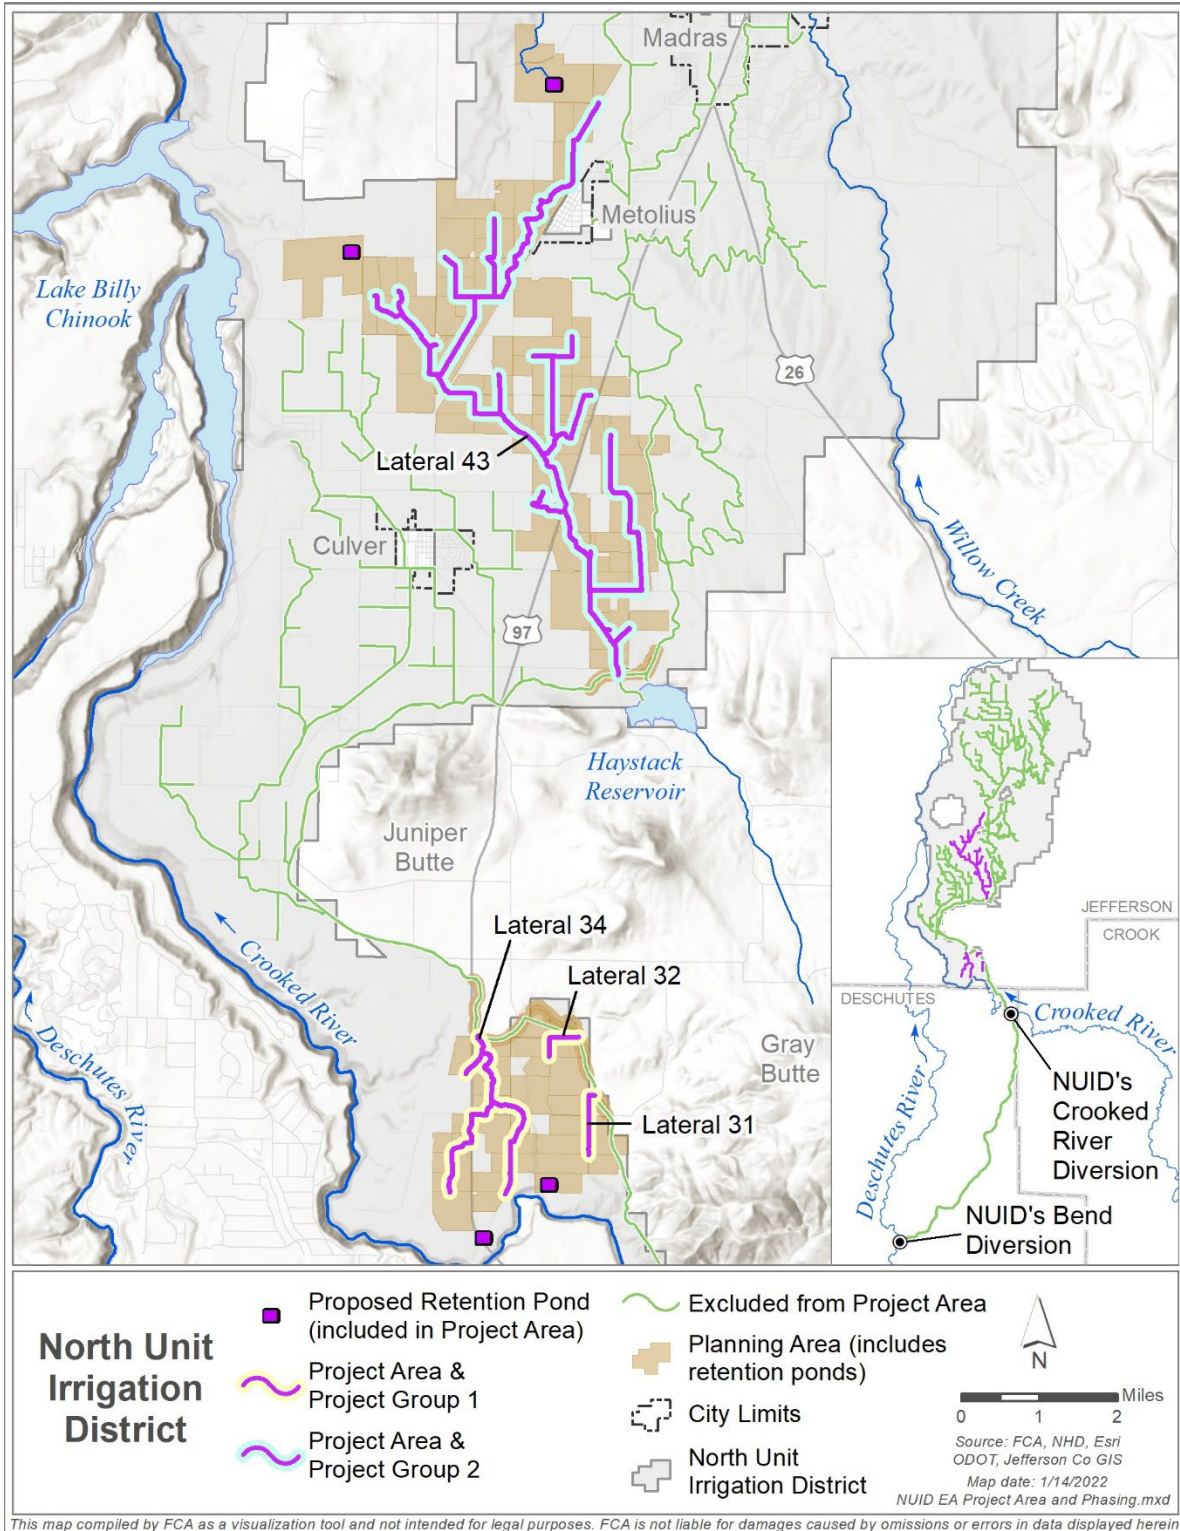 Madras
Metolius
Lake Billy
Chinook
26
Lateral 43
Culver
Willow Creek
97
Haystack
Reservoir
Juniper
Butte
Lateral 34
Crooked River
Lateral 32
Deschutes River
Gray
Butte
Lateral 31
JEFFERSON
CROOK
DESCHUTES
Crooked River
Deschutes River
NUID's
Crooked
River
Diversion
NUID's Bend
Diversion
North Unit
Irrigation
District
Proposed Retention Pond
(included in Project Area)
Project Area &
Project Group 1
Project Area &
Project Group 2
Excluded from Project Area
Planning Area (includes
retention ponds)
City Limits
North Unit
Irrigation District
N
Miles
0 1 2
Source: FCA, NHD, Esri
ODOT, Jefferson Co GIS
Map date: 1/14/2022
NUID EA Project Area and Phasing.mxd
This map compiled by FCA as a visualization tool and not intended for legal purposes. FCA is not liable for damages caused by omissions or errors in data displayed herein